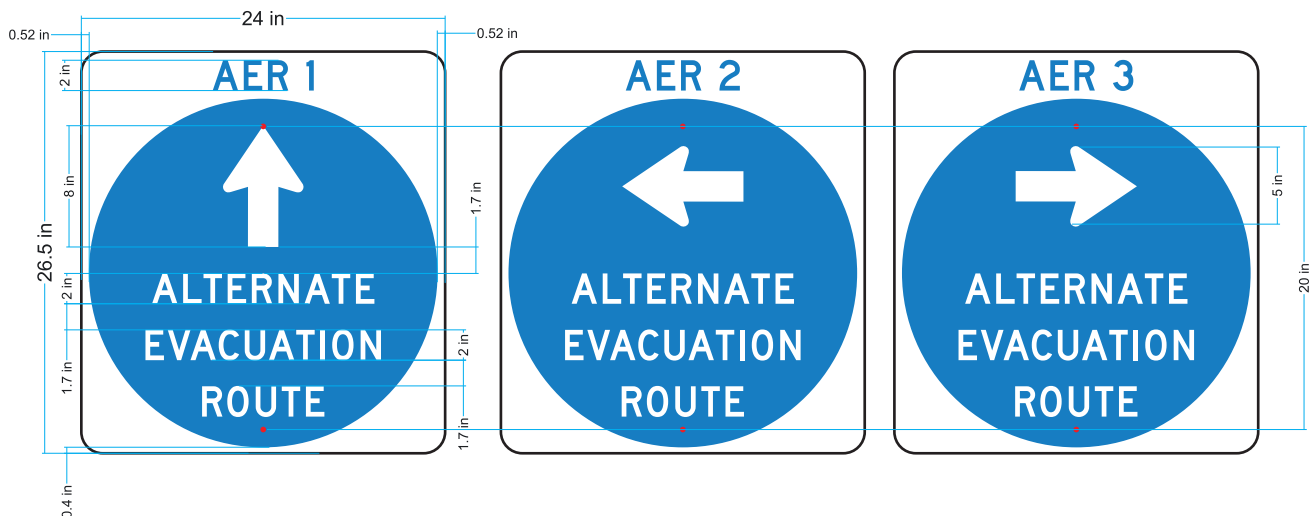 24 in
0.52 in
0.52 in
AER 1
AER 2
AER 3
2 in
8 in
1.7 in
5 in
26.5 in
20 in
2 in
ALTERNATE
EVACUATION
ROUTE
ALTERNATE
EVACUATION
ROUTE
ALTERNATE
EVACUATION
ROUTE
2 in
1.7 in
1.7 in
0.4 in